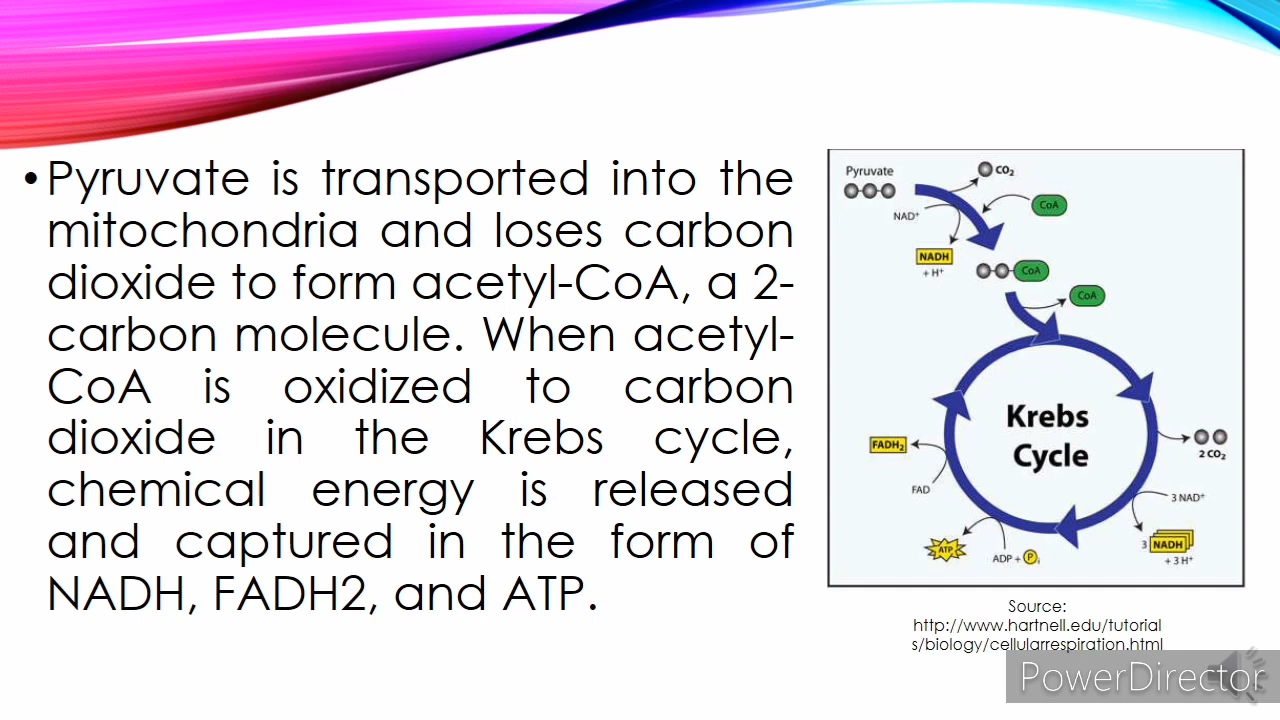 • Pyruvate is transported into the
mitochondria and loses carbon
dioxide to form acetyl-CoA, a 2-
carbon molecule. When acetyl-
CoA is oxidized to carbon
dioxide in the Krebs cycle,
chemical energy is released
and captured in the form of
NADH, FADH2, and ATP.
Pyruvate
CO₂
NAD⁺
CoA
NADH
+ H⁺
CoA
CoA
Krebs
Cycle
2 CO₂
3 NAD⁺
3 NADH
+ 3 H⁺
ADP + Pi
ATP
FAD
FADH₂
Source:
http://www.hartnell.edu/tutorial
s/biology/cellularrespiration.html
PowerDirector